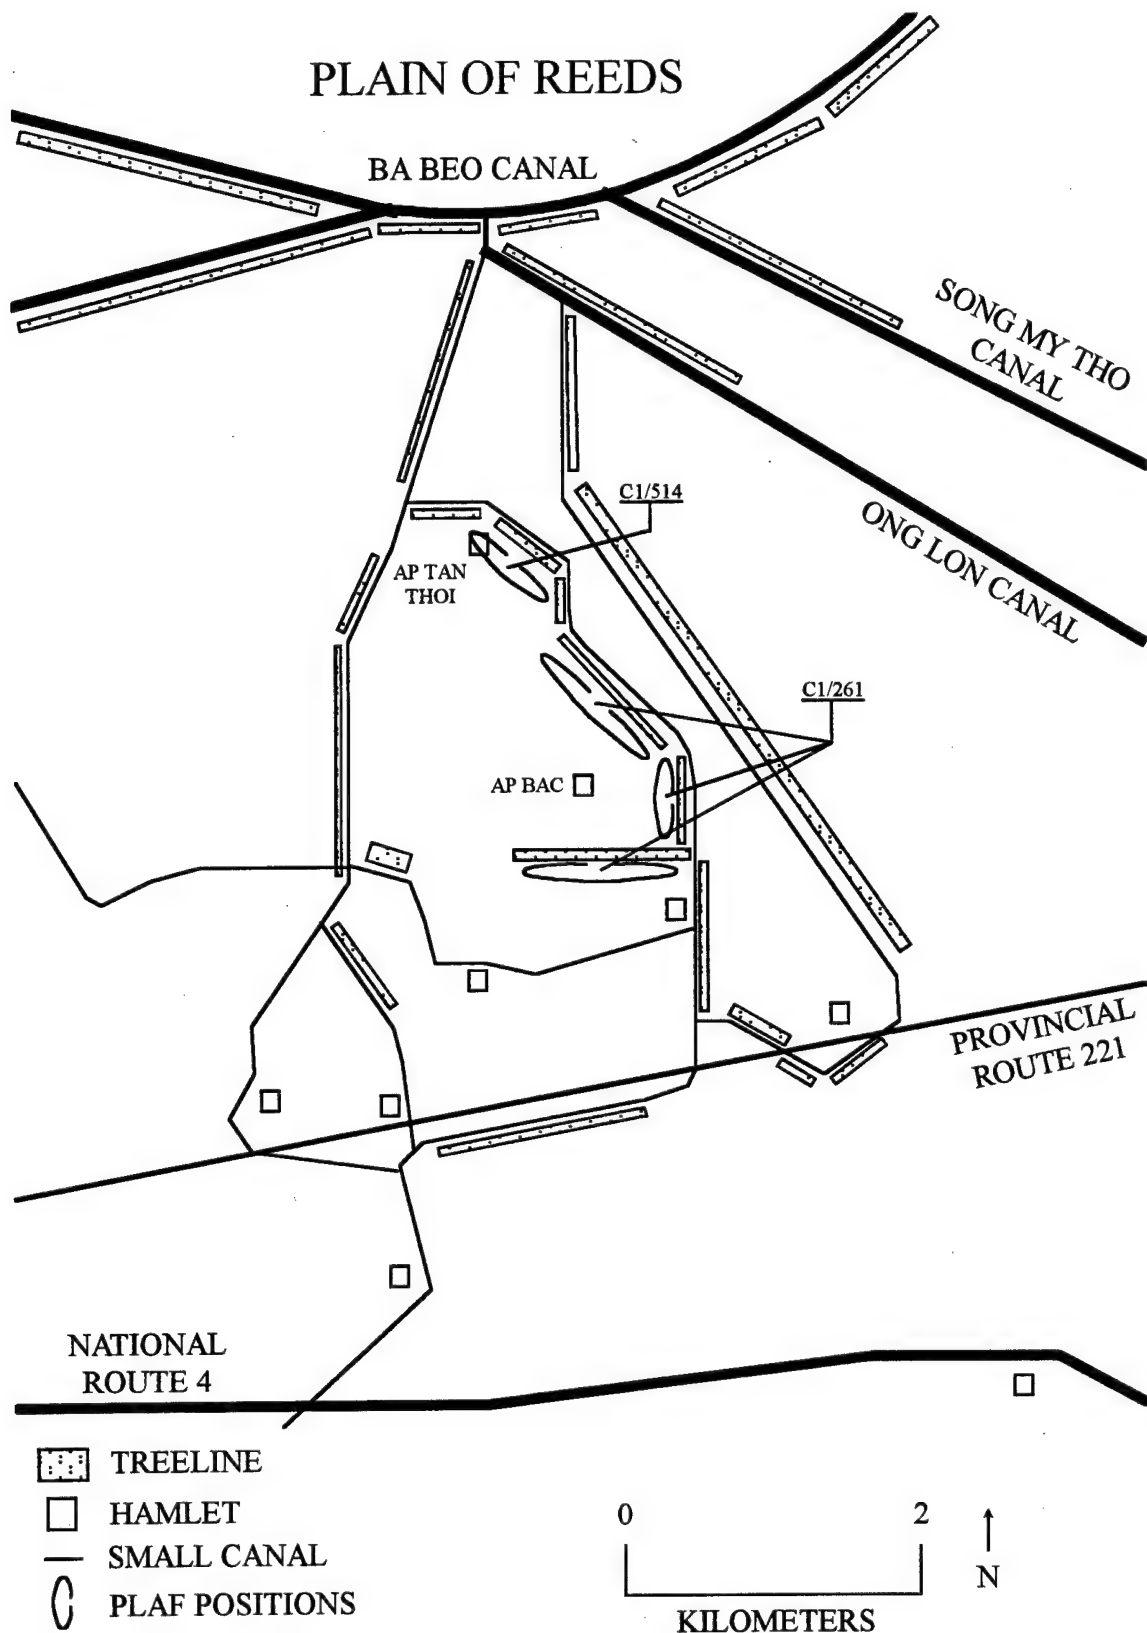 PLAIN OF REEDS
BA BEO CANAL
SONG MY THO
CANAL
C1/514
ONG LON CANAL
AP TAN
THOI
C1/261
AP BAC
PROVINCIAL
ROUTE 221
NATIONAL
ROUTE 4
TREELINE
HAMLET
SMALL CANAL
PLAF POSITIONS
0 2
N
KILOMETERS